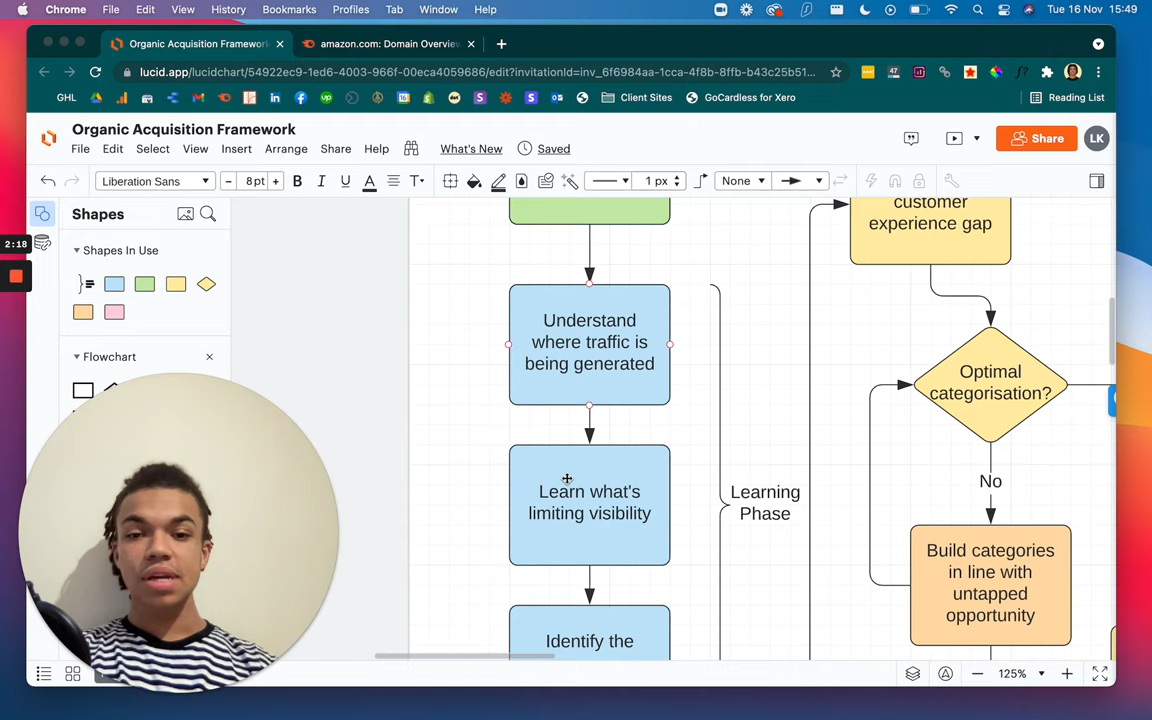 Chrome File Edit View History Bookmarks Profiles Tab Window Help
Tue 16 Nov 15:49
Organic Acquisition Framework
amazon.com: Domain Overview
lucid.app/lucidchart/54922ec9-1ed6-4003-966f-00eca4059686/edit?invitationId=inv_6f6984aa-1cca-4f8b-8ffb-b43c25b51...
47
GHL
16
Client Sites
GoCardless for Xero
Reading List
Organic Acquisition Framework
File Edit Select View Insert Arrange Share Help What's New Saved
Share
LK
Liberation Sans
8 pt
1 px
None
Shapes
2:18
Shapes In Use
Flowchart
Understand
where traffic is
being generated
Learn what's
limiting visibility
Identify the
Learning
Phase
customer
experience gap
Optimal
categorisation?
No
Build categories
in line with
untapped
opportunity
125%